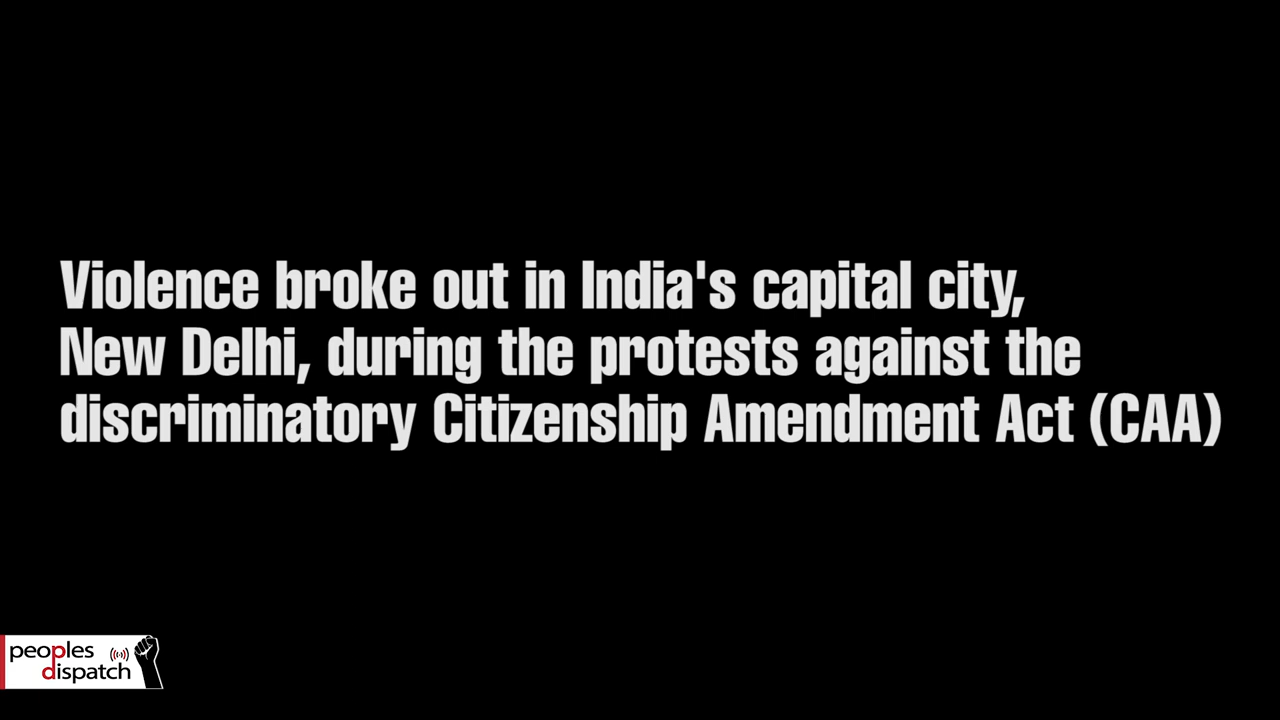 Violence broke out in India's capital city,
New Delhi, during the protests against the
discriminatory Citizenship Amendment Act (CAA)
peoples
dispatch